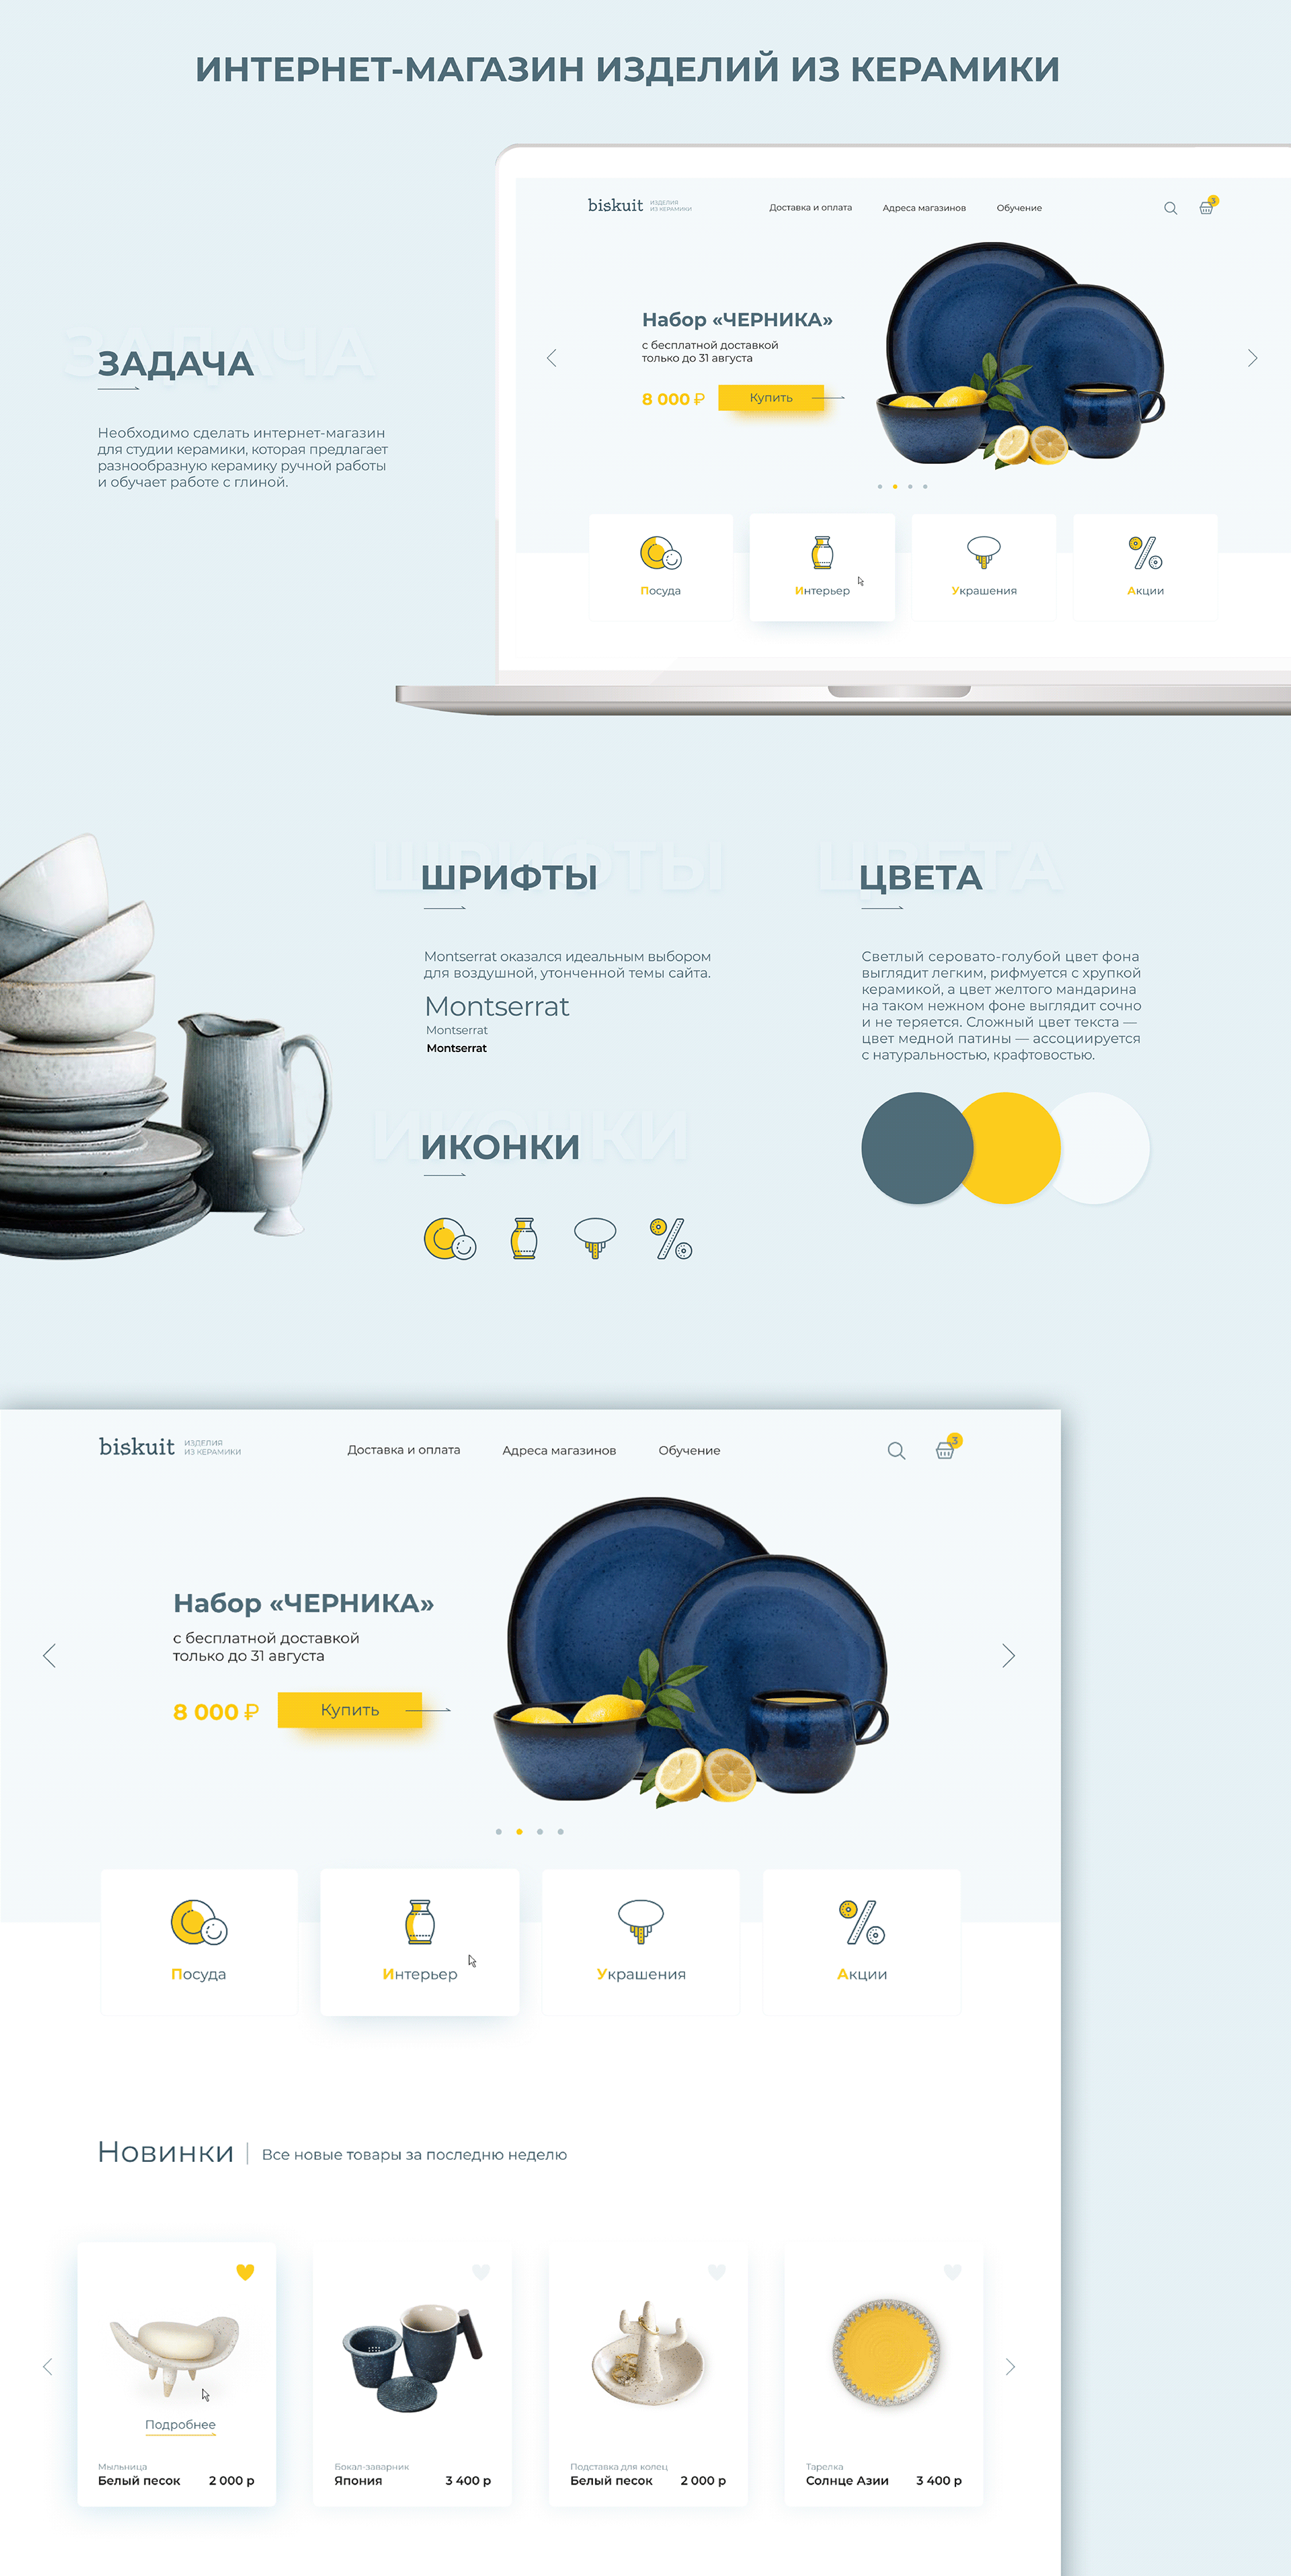 ИНТЕРНЕТ-МАГАЗИН ИЗДЕЛИЙ ИЗ КЕРАМИКИ
biskuit
ИЗДЕЛИЯ
ИЗ КЕРАМИКИ
Доставка и оплата
Адреса магазинов
Обучение
3
Набор «ЧЕРНИКА»
с бесплатной доставкой
только до 31 августа
8 000 ₽
Купить
Посуда
Интерьер
Украшения
Акции
ЗАДАЧА
ЗАДАЧА
Необходимо сделать интернет-магазин
для студии керамики, которая предлагает
разнообразную керамику ручной работы
и обучает работе с глиной.
ШРИФТЫ
ШРИФТЫ
Montserrat оказался идеальным выбором
для воздушной, утонченной темы сайта.
Montserrat
Montserrat
Montserrat
ЦВЕТА
ЦВЕТА
Светлый серовато-голубой цвет фона
выглядит легким, рифмуется с хрупкой
керамикой, а цвет желтого мандарина
на таком нежном фоне выглядит сочно
и не теряется. Сложный цвет текста —
цвет медной патины — ассоциируется
с натуральностью, крафтовостью.
ИКОНКИ
ИКОНКИ
biskuit
ИЗДЕЛИЯ
ИЗ КЕРАМИКИ
Доставка и оплата
Адреса магазинов
Обучение
3
Набор «ЧЕРНИКА»
с бесплатной доставкой
только до 31 августа
8 000 ₽
Купить
Посуда
Интерьер
Украшения
Акции
Новинки
Все новые товары за последню неделю
Подробнее
Мыльница
Белый песок 2 000 р
Бокал-заварник
Япония 3 400 р
Подставка для колец
Белый песок 2 000 р
Тарелка
Солнце Азии 3 400 р